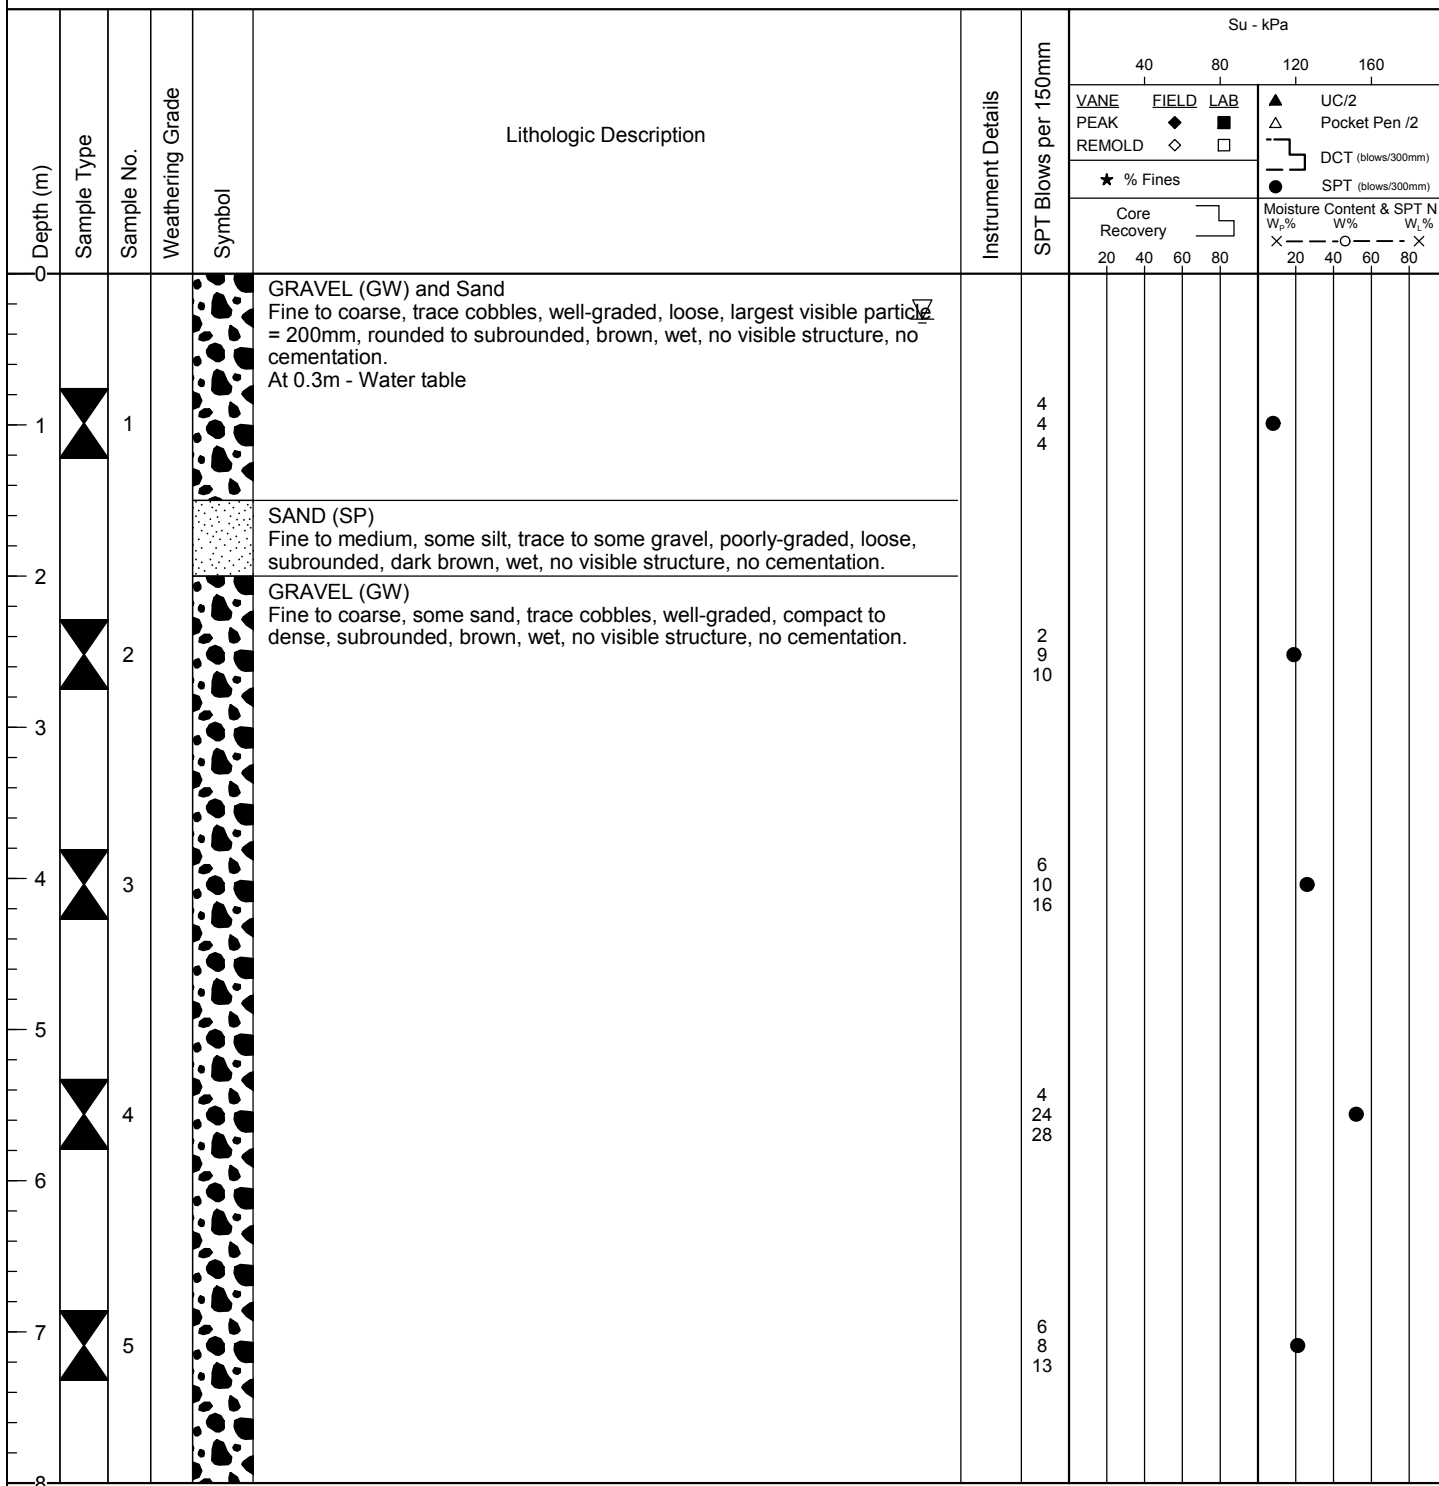 Su - kPa
40 80 120 160
Depth (m)
Sample Type
Sample No.
Weathering Grade
Symbol
Lithologic Description
Instrument Details
SPT Blows per 150mm
VANE FIELD LAB
PEAK
REMOLD
% Fines
Core
Recovery
20 40 60 80
UC/2
Pocket Pen /2
DCT (blows/300mm)
SPT (blows/300mm)
Moisture Content & SPT N
WP% W% WL%
20 40 60 80
0
GRAVEL (GW) and Sand
Fine to coarse, trace cobbles, well-graded, loose, largest visible particle
= 200mm, rounded to subrounded, brown, wet, no visible structure, no
cementation.
At 0.3m - Water table
1
1
4
4
4
SAND (SP)
Fine to medium, some silt, trace to some gravel, poorly-graded, loose,
subrounded, dark brown, wet, no visible structure, no cementation.
2
GRAVEL (GW)
Fine to coarse, some sand, trace cobbles, well-graded, compact to
dense, subrounded, brown, wet, no visible structure, no cementation.
2
2
9
10
3
4
3
6
10
16
5
4
4
24
28
6
7
5
6
8
13
8